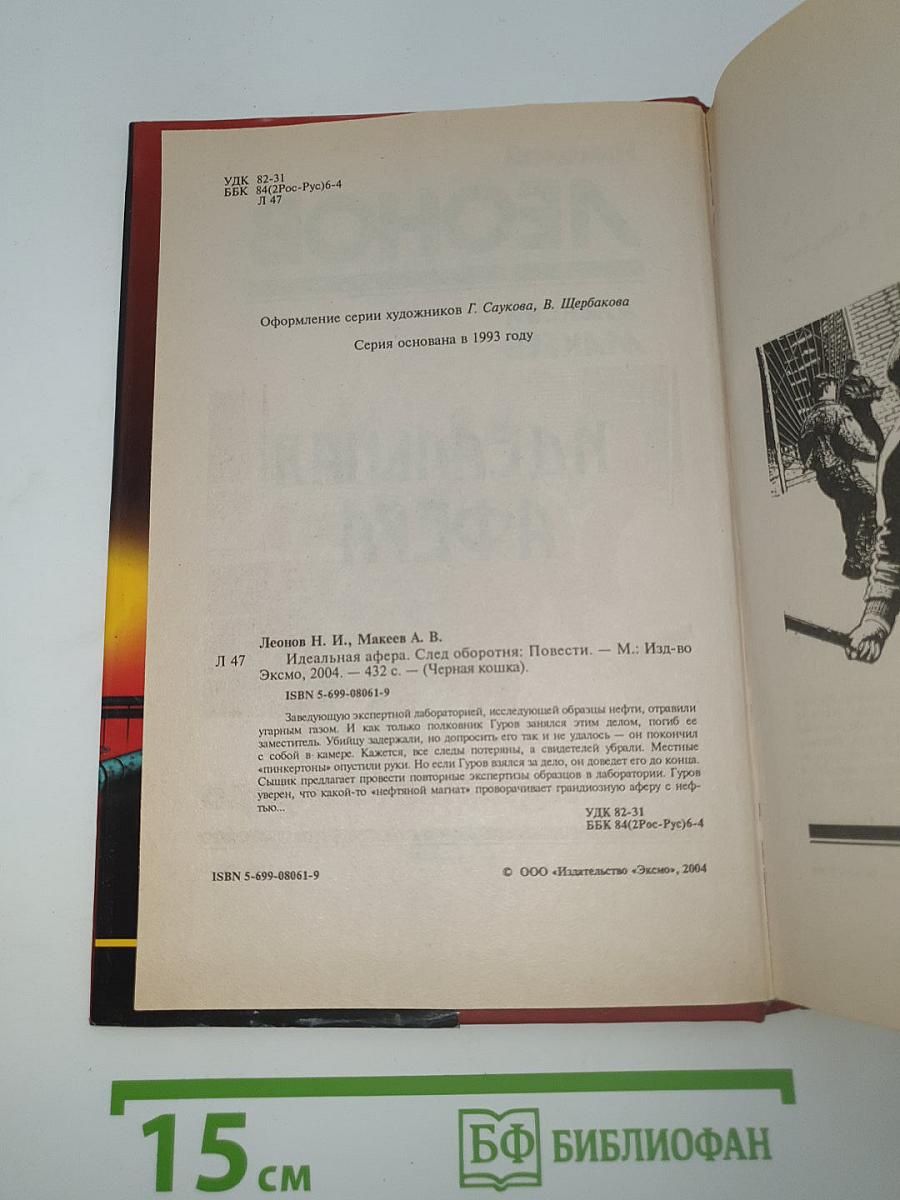 УДК 82-31
ББК 84(2Рос-Рус)6-4
Л 47
Оформление серии художников Г. Саукова, В. Щербакова
Серия основана в 1993 году
Леонов Н. И., Макеев А. В.
Л 47 Идеальная афера. След оборотня: Повести. — М.: Изд-во
Эксмо, 2004. — 432 с. — (Черная кошка).
ISBN 5-699-08061-9
Заведующую экспертной лабораторией, исследующей образцы нефти, отравили
угарным газом. И как только полковник Гуров занялся этим делом, погиб ее
заместитель. Убийцу задержали, но допросить его так и не удалось — он покончил
с собой в камере. Кажется, все следы потеряны, а свидетелей убрали. Местные
«пинкертоны» опустили руки. Но если Гуров взялся за дело, он доведет его до конца.
Сыщик предлагает провести повторные экспертизы образцов в лаборатории. Гуров
уверен, что какой-то «нефтяной магнат» проворачивает грандиозную аферу с неф-
тью...
УДК 82-31
ББК 84(2Рос-Рус)6-4
ISBN 5-699-08061-9
© ООО «Издательство «Эксмо», 2004
15 см
БФ БИБЛИОФАН